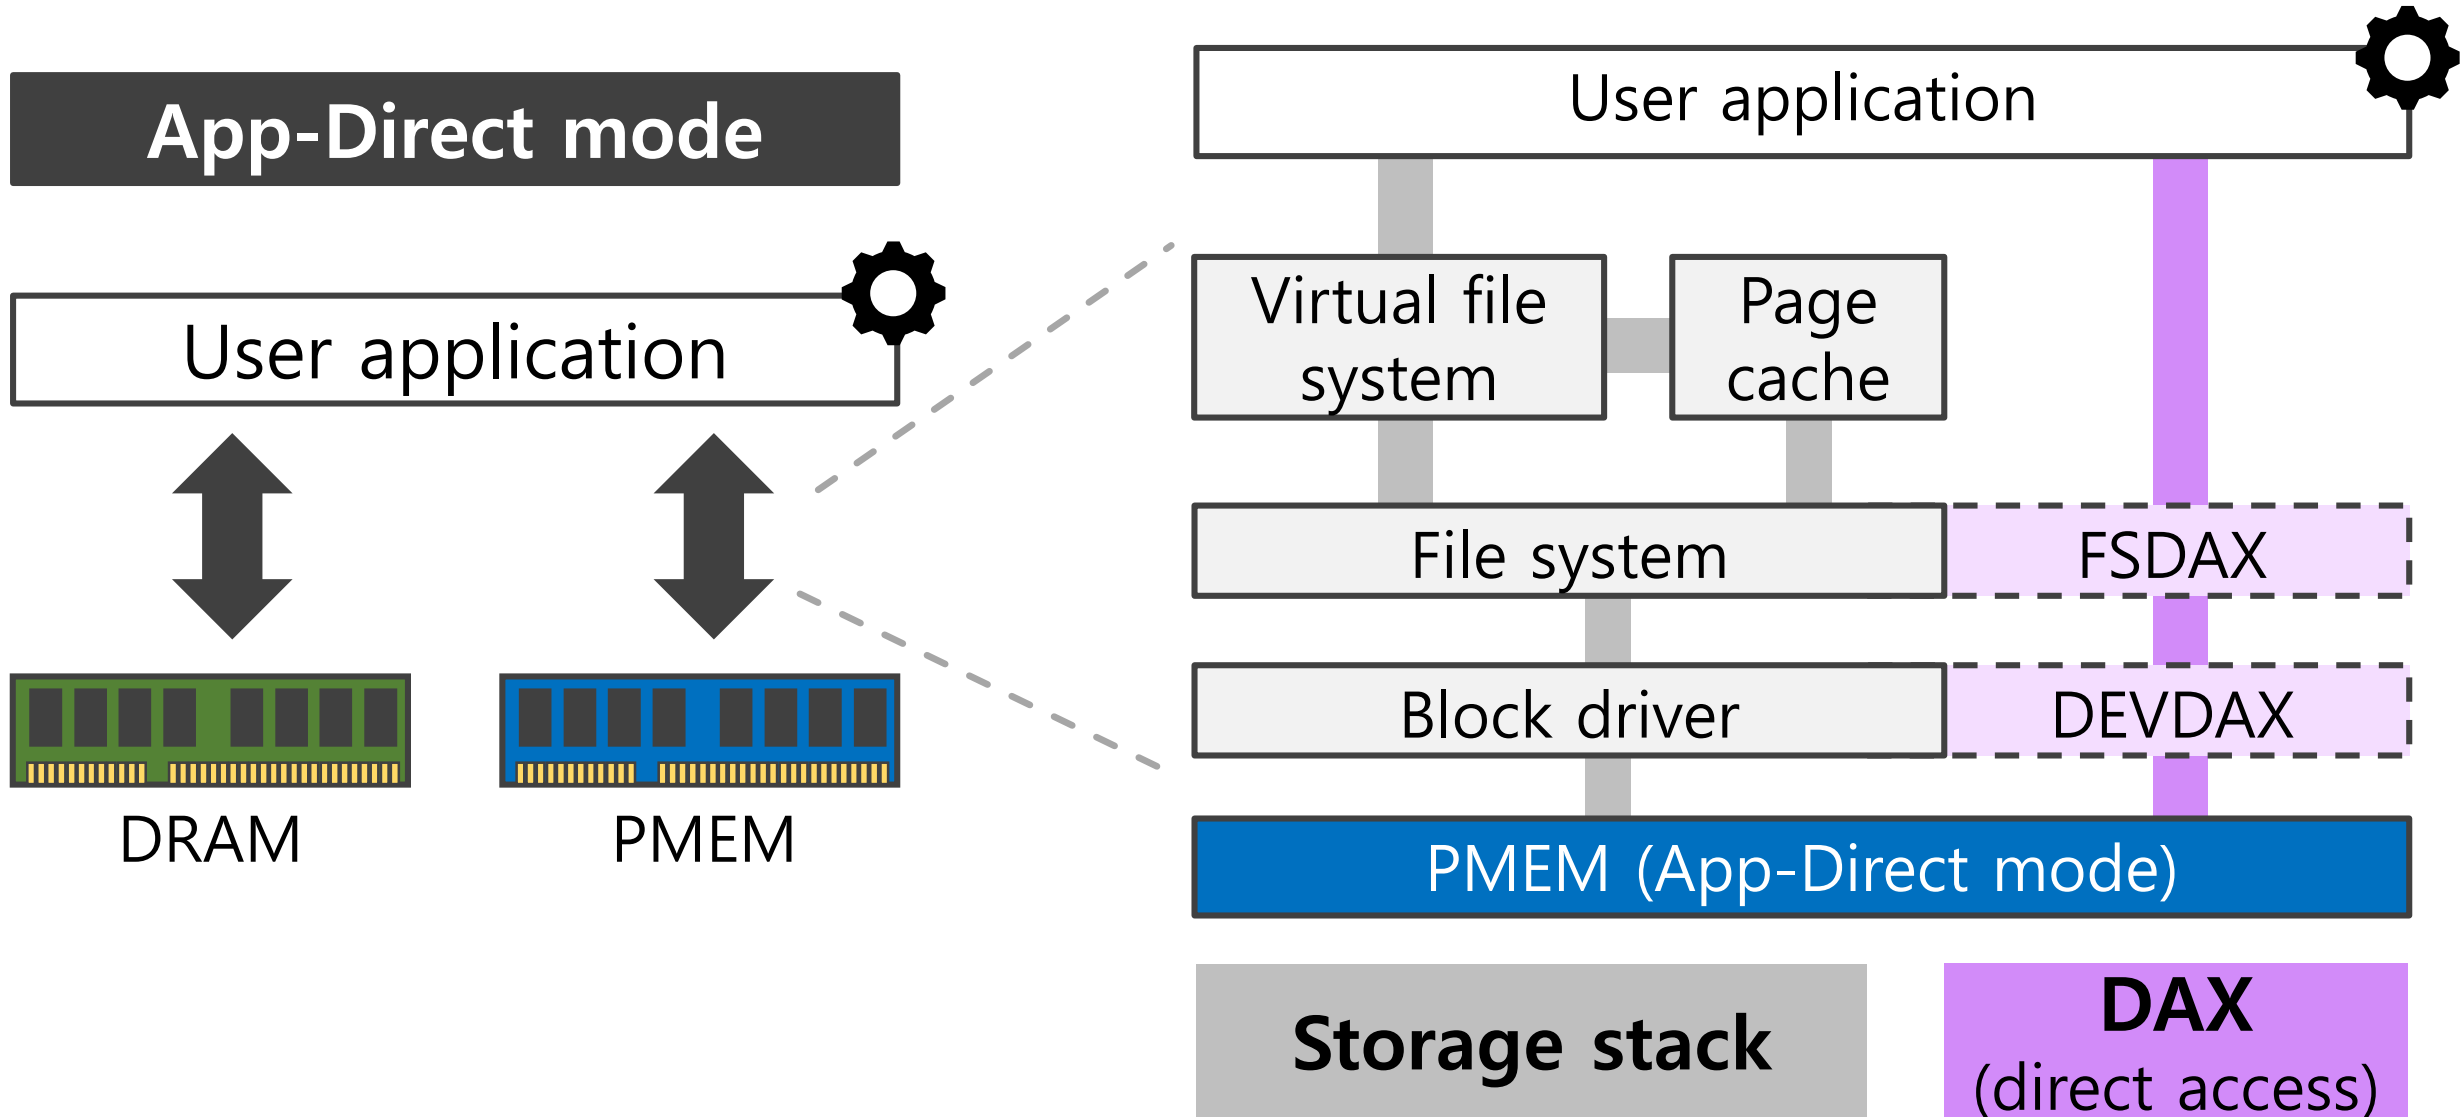 App-Direct mode
User application
DRAM
PMEM
User application
Virtual file
system
Page
cache
File system
FSDAX
Block driver
DEVDAX
PMEM (App-Direct mode)
Storage stack
DAX
(direct access)